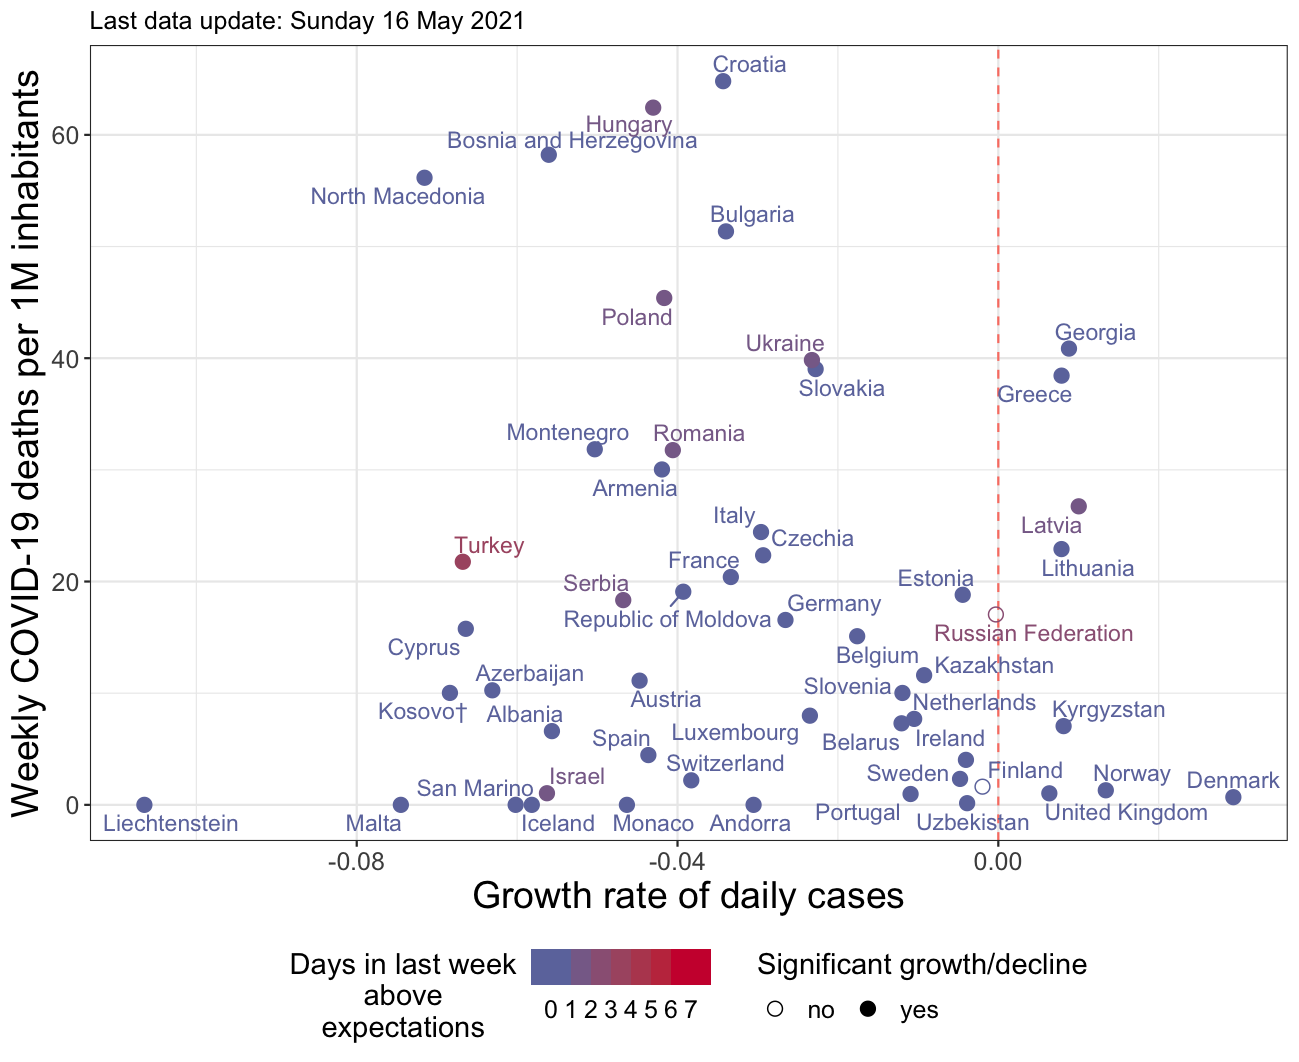 Last data update: Sunday 16 May 2021
Weekly COVID-19 deaths per 1M inhabitants
60
40
20
0
Croatia
Hungary
Bosnia and Herzegovina
North Macedonia
Bulgaria
Poland
Georgia
Ukraine
Slovakia
Greece
Montenegro
Romania
Armenia
Italy
Latvia
Czechia
Turkey
France
Lithuania
Serbia
Estonia
Republic of Moldova
Germany
Russian Federation
Cyprus
Belgium
Kazakhstan
Azerbaijan
Slovenia
Austria
Netherlands
Kosovo†
Albania
Kyrgyzstan
Luxembourg
Spain
Belarus
Ireland
Switzerland
Israel
Sweden
Finland
Norway
Denmark
San Marino
Portugal
United Kingdom
Liechtenstein
Malta
Iceland
Monaco
Andorra
Uzbekistan
-0.08
-0.04
0.00
Growth rate of daily cases
Days in last week
above
expectations
0 1 2 3 4 5 6 7
Significant growth/decline
no
yes